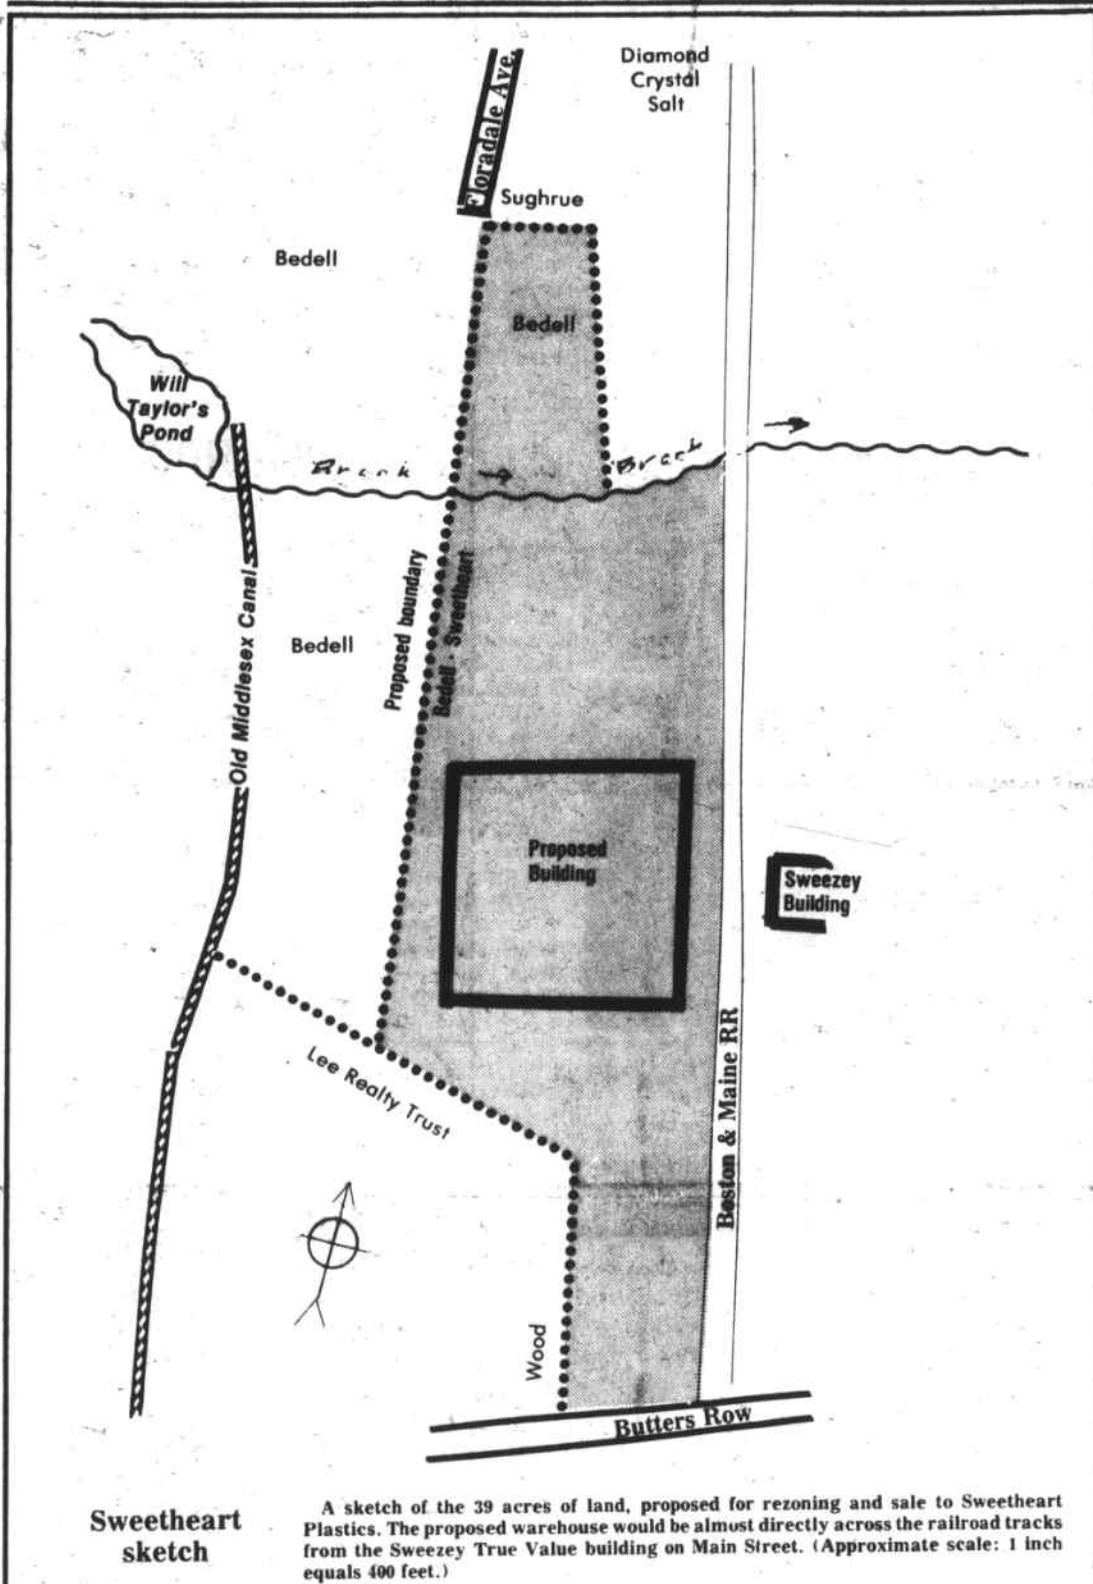 Diamond
Crystal
Salt
Floradale Ave.
Sughrue
Bedell
Bedell
Will
Taylor's
Pond
Brook
Brook
Old Middlesex Canal
Bedell
Proposed boundary
Bedell - Sweetheart
Proposed
Building
Sweezey
Building
Lee Realty Trust
Boston & Maine RR
Wood
Butters Row
Sweetheart
sketch
A sketch of the 39 acres of land, proposed for rezoning and sale to Sweetheart
Plastics. The proposed warehouse would be almost directly across the railroad tracks
from the Sweezey True Value building on Main Street. (Approximate scale: 1 inch
equals 400 feet.)